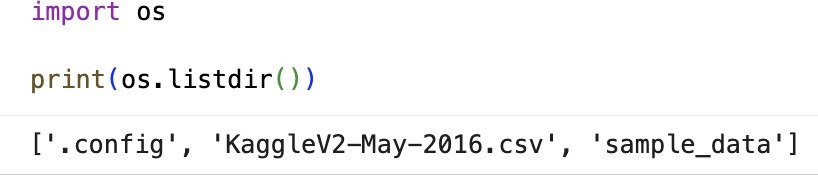 import os
print(os.listdir())
['.config', 'KaggleV2-May-2016.csv', 'sample_data']